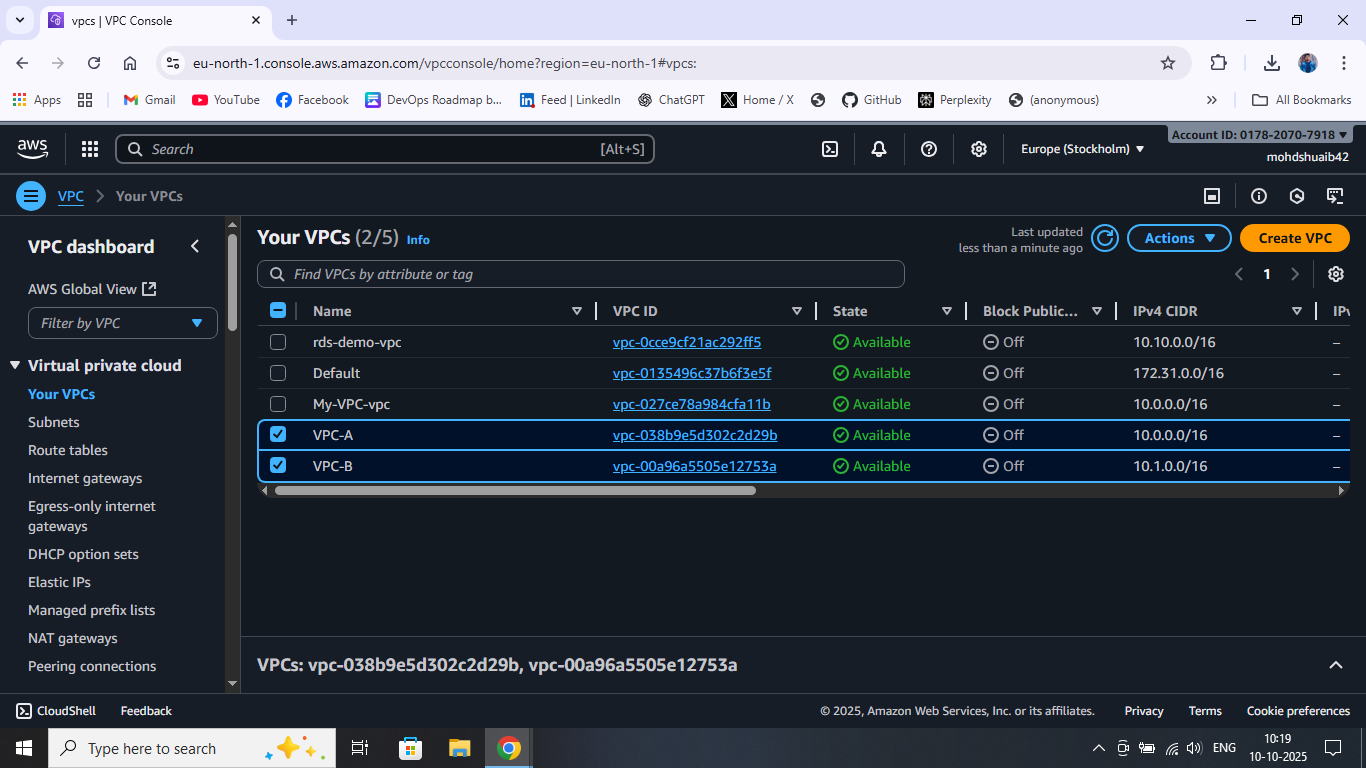 vpcs | VPC Console
eu-north-1.console.aws.amazon.com/vpcconsole/home?region=eu-north-1#vpcs:
Apps Gmail YouTube Facebook DevOps Roadmap b... Feed | LinkedIn ChatGPT Home / X GitHub Perplexity (anonymous) All Bookmarks
aws Search [Alt+S] Europe (Stockholm) Account ID: 0178-2070-7918
mohdshuaib42
VPC Your VPCs
VPC dashboard
AWS Global View
Filter by VPC
Virtual private cloud
Your VPCs
Subnets
Route tables
Internet gateways
Egress-only internet
gateways
DHCP option sets
Elastic IPs
Managed prefix lists
NAT gateways
Peering connections
Your VPCs (2/5) Info
Last updated
less than a minute ago
Actions
Create VPC
Find VPCs by attribute or tag
1
Name VPC ID State Block Public... IPv4 CIDR IPv
rds-demo-vpc vpc-0cce9cf21ac292ff5 Available Off 10.10.0.0/16 –
Default vpc-0135496c37b6f3e5f Available Off 172.31.0.0/16 –
My-VPC-vpc vpc-027ce78a984cfa11b Available Off 10.0.0.0/16 –
VPC-A vpc-038b9e5d302c2d29b Available Off 10.0.0.0/16 –
VPC-B vpc-00a96a5505e12753a Available Off 10.1.0.0/16 –
VPCs: vpc-038b9e5d302c2d29b, vpc-00a96a5505e12753a
CloudShell Feedback © 2025, Amazon Web Services, Inc. or its affiliates. Privacy Terms Cookie preferences
Type here to search
ENG
10:19
10-10-2025